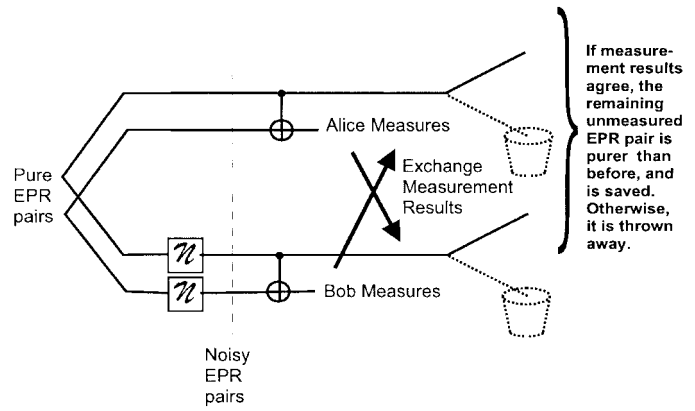 If measure-
ment results
agree, the
remaining
unmeasured
EPR pair is
purer than
before, and
is saved.
Otherwise,
it is thrown
away.
Alice Measures
Pure
EPR
pairs
Exchange
Measurement
Results
n
n
Bob Measures
Noisy
EPR
pairs